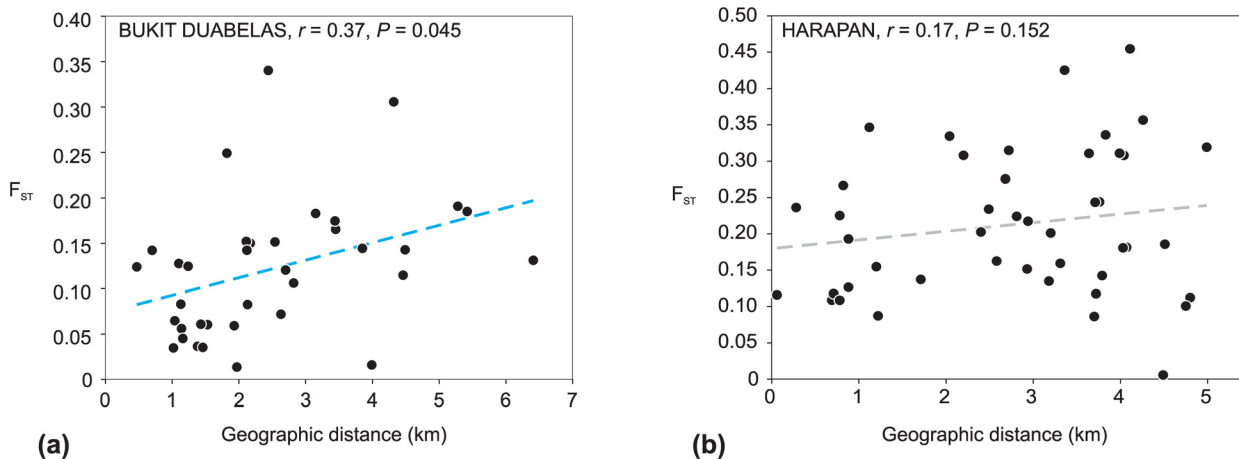 BUKIT DUABELAS, r = 0.37, P = 0.045
0.40
0.35
0.30
0.25
0.20
0.15
0.10
0.05
0
FST
0 1 2 3 4 5 6 7
Geographic distance (km)
(a)
HARAPAN, r = 0.17, P = 0.152
0.50
0.45
0.40
0.35
0.30
0.25
0.20
0.15
0.10
0.05
0
FST
0 1 2 3 4 5
Geographic distance (km)
(b)